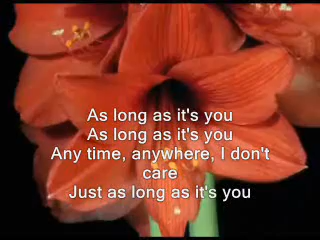 As long as it's you
As long as it's you
Any time, anywhere, I don't
care
Just as long as it's you